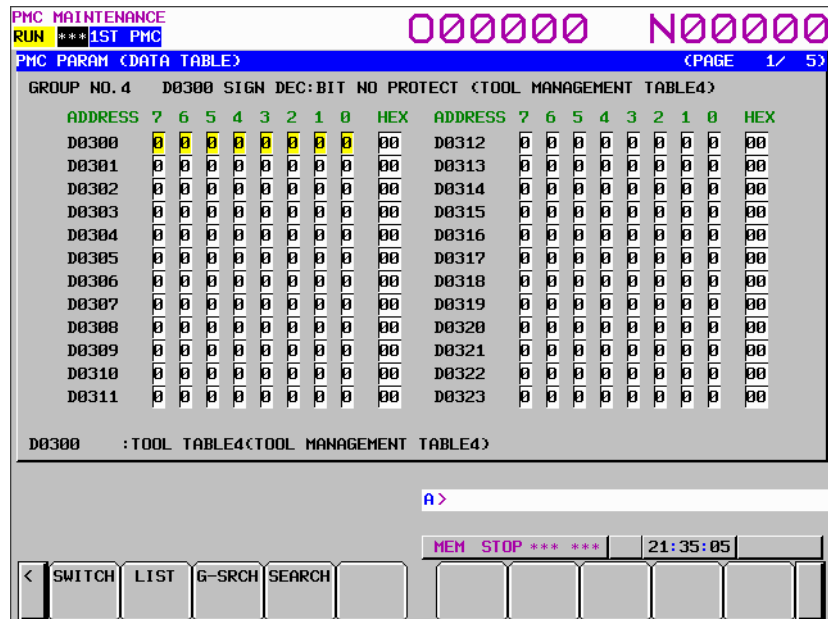 PMC MAINTENANCE
O00000 N00000
RUN ***1ST PMC
PMC PARAM (DATA TABLE) (PAGE 1/ 5)
GROUP NO.4 D0300 SIGN DEC:BIT NO PROTECT (TOOL MANAGEMENT TABLE4)
ADDRESS 7 6 5 4 3 2 1 0 HEX ADDRESS 7 6 5 4 3 2 1 0 HEX
D0300 0 0 0 0 0 0 0 0 00 D0312 0 0 0 0 0 0 0 0 00
D0301 0 0 0 0 0 0 0 0 00 D0313 0 0 0 0 0 0 0 0 00
D0302 0 0 0 0 0 0 0 0 00 D0314 0 0 0 0 0 0 0 0 00
D0303 0 0 0 0 0 0 0 0 00 D0315 0 0 0 0 0 0 0 0 00
D0304 0 0 0 0 0 0 0 0 00 D0316 0 0 0 0 0 0 0 0 00
D0305 0 0 0 0 0 0 0 0 00 D0317 0 0 0 0 0 0 0 0 00
D0306 0 0 0 0 0 0 0 0 00 D0318 0 0 0 0 0 0 0 0 00
D0307 0 0 0 0 0 0 0 0 00 D0319 0 0 0 0 0 0 0 0 00
D0308 0 0 0 0 0 0 0 0 00 D0320 0 0 0 0 0 0 0 0 00
D0309 0 0 0 0 0 0 0 0 00 D0321 0 0 0 0 0 0 0 0 00
D0310 0 0 0 0 0 0 0 0 00 D0322 0 0 0 0 0 0 0 0 00
D0311 0 0 0 0 0 0 0 0 00 D0323 0 0 0 0 0 0 0 0 00
D0300 :TOOL TABLE4(TOOL MANAGEMENT TABLE4)
A>
MEM STOP *** *** 21:35:05
< SWITCH LIST G-SRCH SEARCH